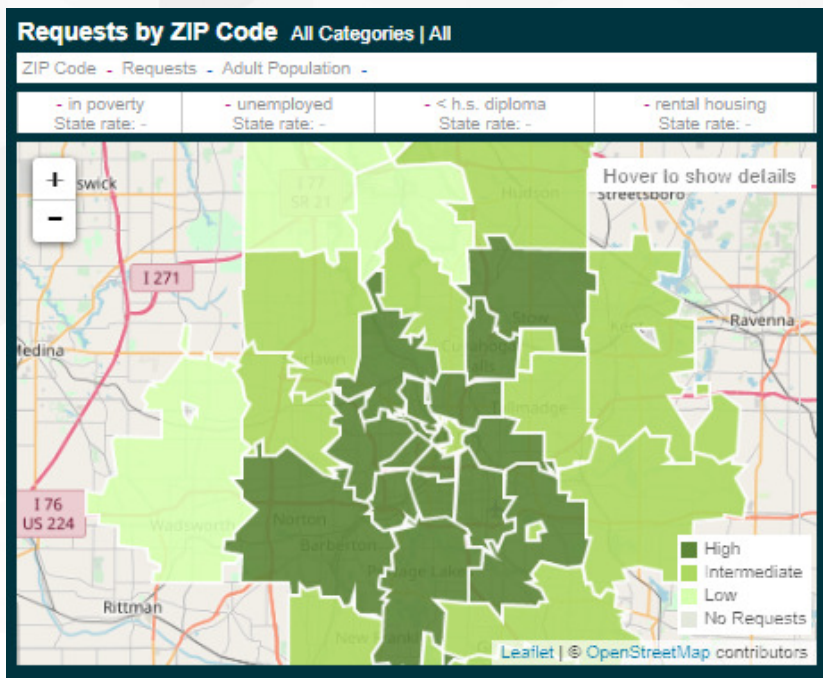 Requests by ZIP Code All Categories | All
ZIP Code - Requests - Adult Population -
- in poverty
State rate: -
- unemployed
State rate: -
- < h.s. diploma
State rate: -
- rental housing
State rate: -
+
-
Hover to show details
swick
I 77
SR 21
Hudson
Streetsboro
I 271
Stow
Kent
Ravenna
Medina
Cuyahoga
alls
Tallmadge
I 76
US 224
Wadsworth
Norton
Barberton
Portage Lakes
Rittman
New Franklin
High
Intermediate
Low
No Requests
Leaflet | © OpenStreetMap contributors